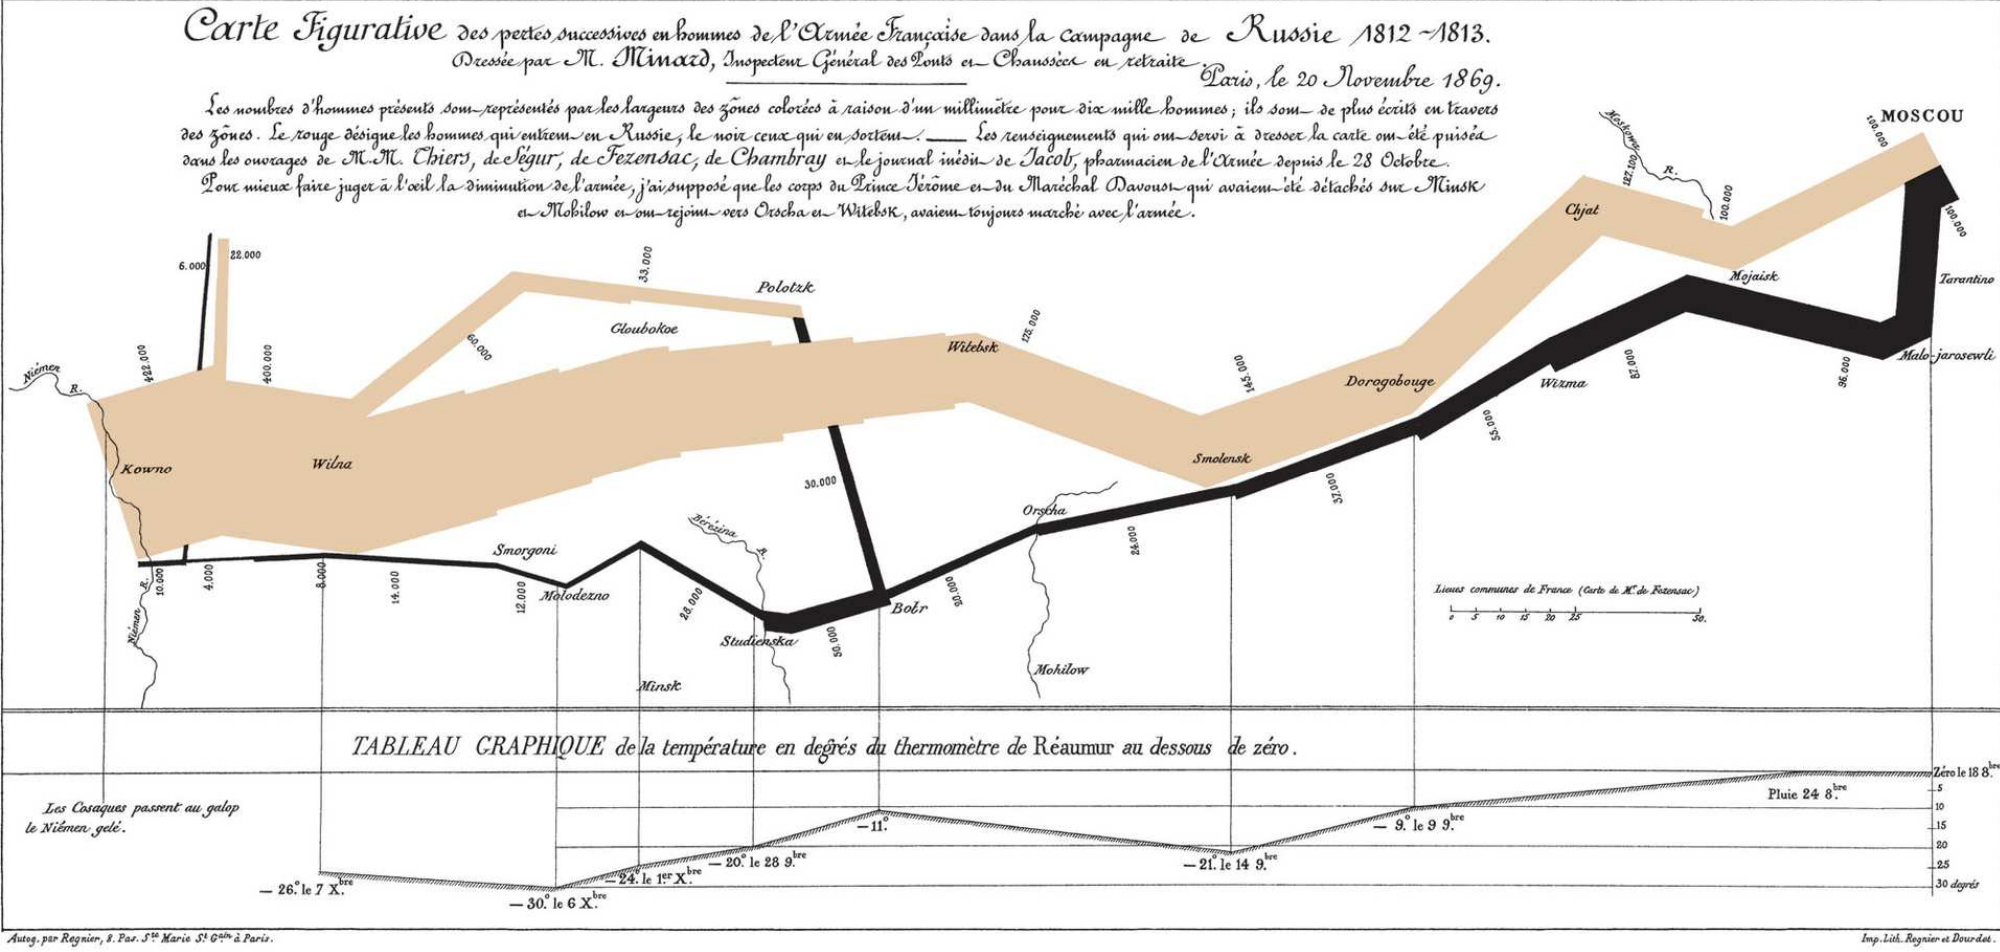 Carte Figurative des pertes successives en hommes de l'Armée Française dans la campagne de Russie 1812~1813.
Dressée par M. Minard, Inspecteur Général des Ponts et Chaussées en retraite.
Paris, le 20 Novembre 1869.
Les nombres d'hommes présents sont représentés par les largeurs des zônes colorées à raison d'un millimètre pour dix mille hommes; ils sont de plus écrits en travers
des zônes. Le rouge désigne les hommes qui entrent en Russie, le noir ceux qui en sortent. — Les renseignements qui ont servi à dresser la carte ont été puisés
dans les ouvrages de M.M. Thiers, de Ségur, de Fezensac, de Chambray et le journal inédit de Jacob, pharmacien de l'Armée depuis le 28 Octobre.
Pour mieux faire juger à l'œil la diminution de l'armée, j'ai supposé que les corps du Prince Jérôme et du Maréchal Davoust qui avaient été détachés sur Minsk
et Mohilow et ont rejoint vers Orscha et Witebsk, avaient toujours marché avec l'armée.
100.000
MOSCOU
Moskowa R.
127.100
100.000
Chjat
100.000
Mojaisk
Tarantino
Malo-jarosewli
6.000
22.000
33.000
Polotzk
Gloubokoe
60.000
Niémen R.
422.000
400.000
Witebsk
175.000
145.000
Dorogobouge
Wizma
87.000
96.000
55.000
Kowno
Wilna
Smolensk
37.000
30.000
Orscha
24.000
Bérézina R.
Smorgoni
10.000
4.000
8.000
14.000
12.000
Molodezno
28.000
Studienska
50.000
Bobr
20.000
Niémen R.
Minsk
Mohilow
Lieues communes de France (Carte de M. de Fezensac)
0 5 10 15 20 25 50.
TABLEAU GRAPHIQUE de la température en degrés du thermomètre de Réaumur au dessous de zéro.
Les Cosaques passent au galop
le Niémen gelé.
Zéro le 18 8.bre
Pluie 24 8.bre
5
10
15
20
25
30 degrés
— 9.° le 9 9.bre
— 21.° le 14 9.bre
— 11.°
— 20.° le 28 9.bre
— 24.° le 1.er X.bre
— 30.° le 6 X.bre
— 26.° le 7 X.bre
Autog. par Regnier, 8. Pas. S.te Marie S.t G.ain à Paris.
Imp. Lith. Regnier et Dourdet.